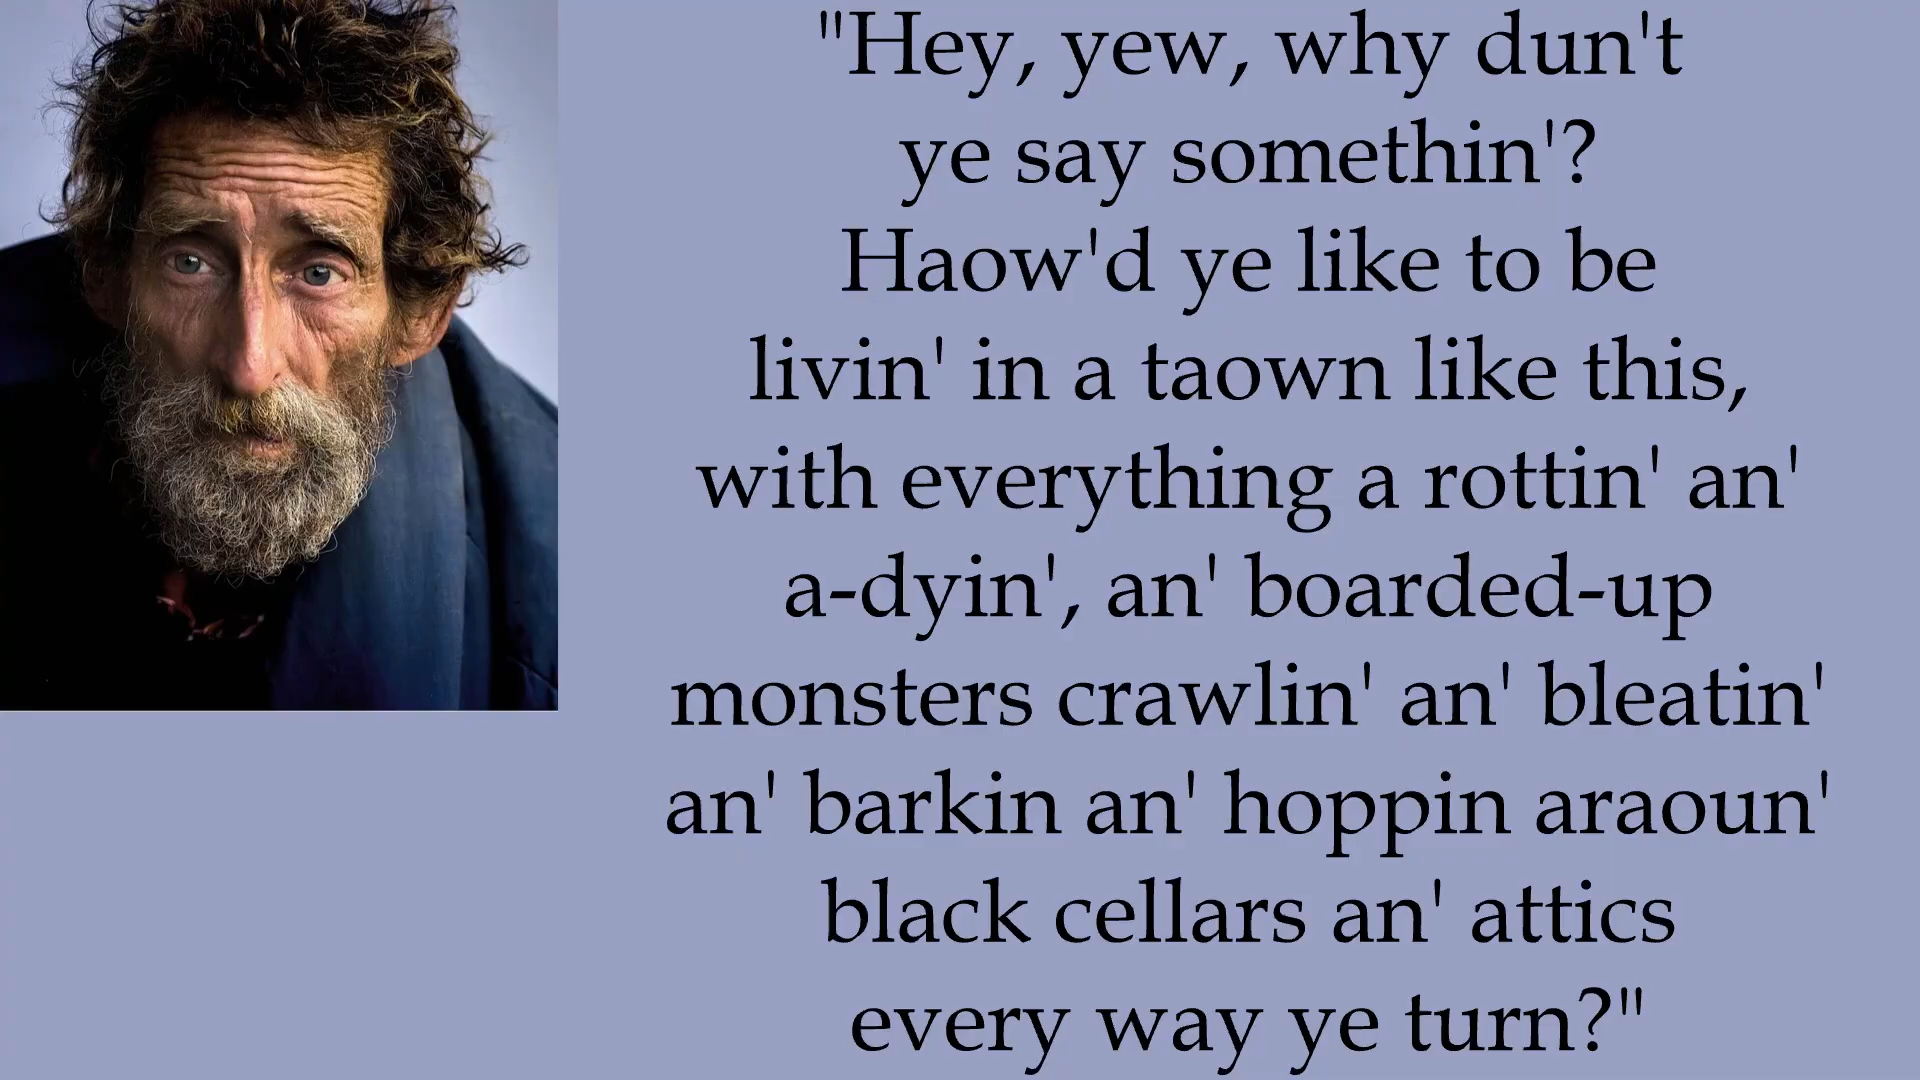 "Hey, yew, why dun't
ye say somethin'?
Haow'd ye like to be
livin' in a taown like this,
with everything a rottin' an'
a-dyin', an' boarded-up
monsters crawlin' an' bleatin'
an' barkin an' hoppin araoun'
black cellars an' attics
every way ye turn?"